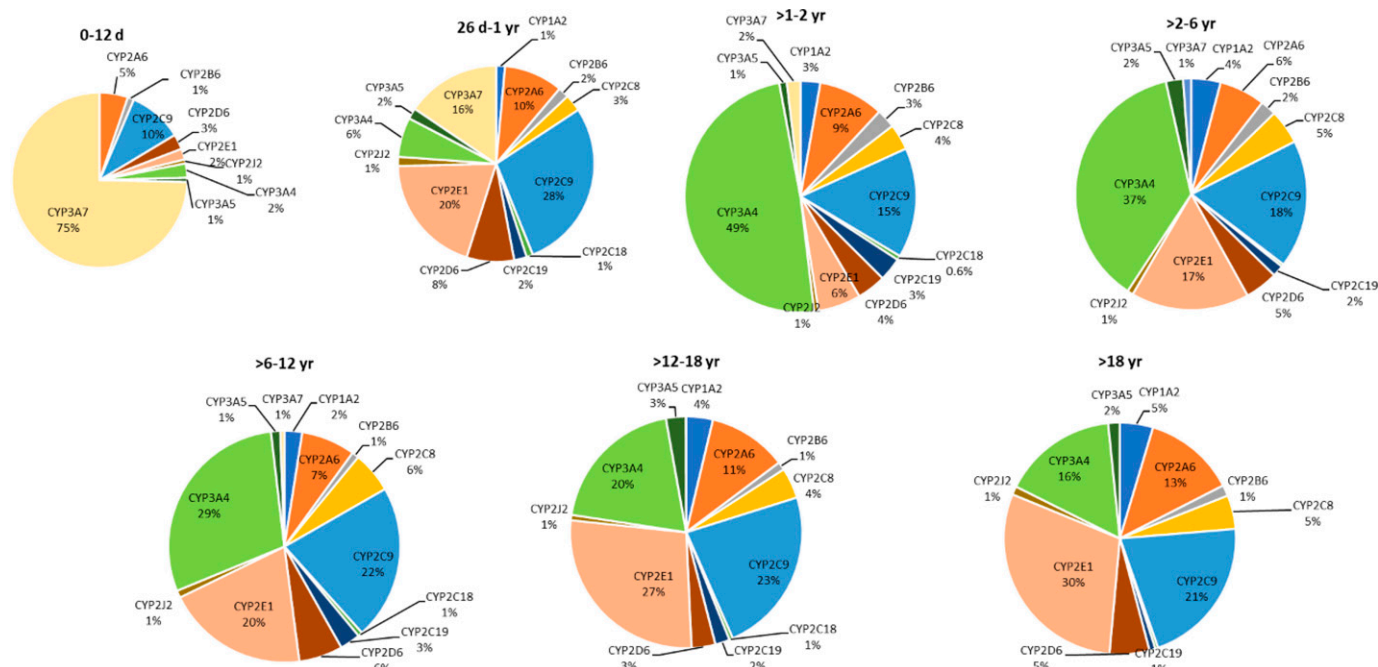 0-12 d
CYP2A6
5%
CYP2B6
1%
CYP2C9
10%
CYP2D6
3%
CYP2E1
2%
CYP2J2
1%
CYP3A4
2%
CYP3A5
1%
CYP3A7
75%
26 d-1 yr
CYP1A2
1%
CYP2A6
10%
CYP2B6
2%
CYP2C8
3%
CYP2C9
28%
CYP2C18
1%
CYP2C19
2%
CYP2D6
8%
CYP2E1
20%
CYP2J2
1%
CYP3A4
6%
CYP3A5
2%
CYP3A7
16%
>1-2 yr
CYP1A2
3%
CYP2A6
9%
CYP2B6
3%
CYP2C8
4%
CYP2C9
15%
CYP2C18
0.6%
CYP2C19
3%
CYP2D6
4%
CYP2E1
6%
CYP2J2
1%
CYP3A4
49%
CYP3A5
1%
CYP3A7
2%
>2-6 yr
CYP1A2
4%
CYP2A6
6%
CYP2B6
2%
CYP2C8
5%
CYP2C9
18%
CYP2C19
2%
CYP2D6
5%
CYP2E1
17%
CYP2J2
1%
CYP3A4
37%
CYP3A5
2%
CYP3A7
1%
>6-12 yr
CYP1A2
2%
CYP2A6
7%
CYP2B6
1%
CYP2C8
6%
CYP2C9
22%
CYP2C18
1%
CYP2C19
3%
CYP2D6
6%
CYP2E1
20%
CYP2J2
1%
CYP3A4
29%
CYP3A5
1%
CYP3A7
1%
>12-18 yr
CYP1A2
4%
CYP2A6
11%
CYP2B6
1%
CYP2C8
4%
CYP2C9
23%
CYP2C18
1%
CYP2C19
2%
CYP2D6
3%
CYP2E1
27%
CYP2J2
1%
CYP3A4
20%
CYP3A5
3%
>18 yr
CYP1A2
5%
CYP2A6
13%
CYP2B6
1%
CYP2C8
5%
CYP2C9
21%
CYP2C19
1%
CYP2D6
5%
CYP2E1
30%
CYP2J2
1%
CYP3A4
16%
CYP3A5
2%